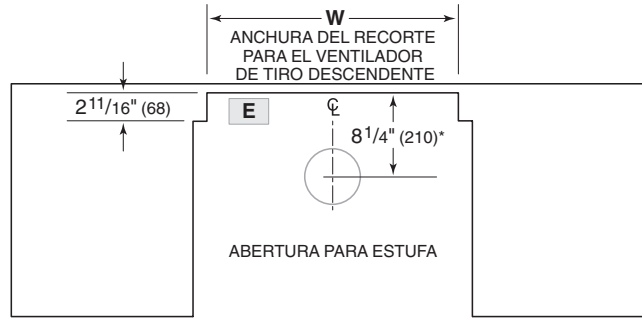 W
ANCHURA DEL RECORTE
PARA EL VENTILADOR
DE TIRO DESCENDENTE
2 11/16" (68)
E
℄
8 1/4" (210)*
ABERTURA PARA ESTUFA